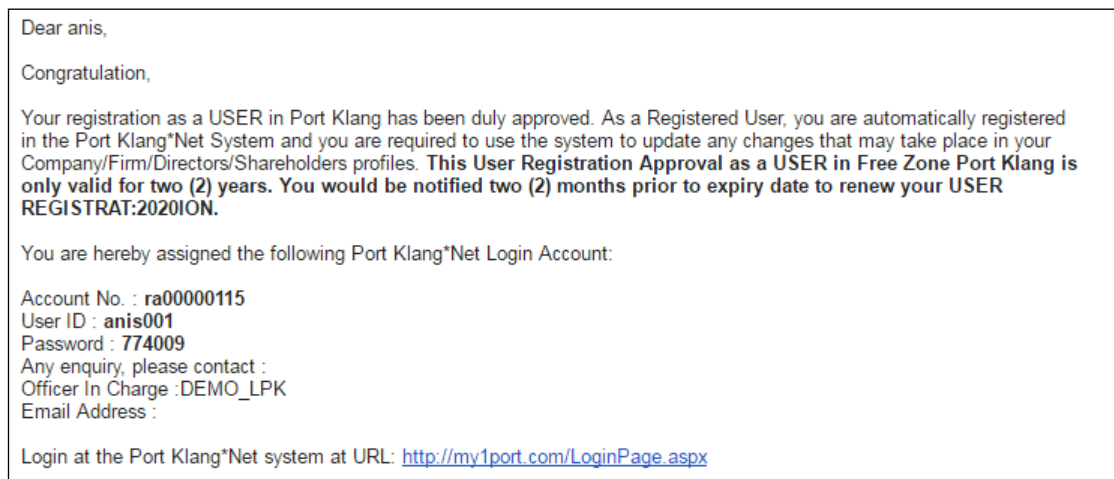 Dear anis,
Congratulation,
Your registration as a USER in Port Klang has been duly approved. As a Registered User, you are automatically registered
in the Port Klang*Net System and you are required to use the system to update any changes that may take place in your
Company/Firm/Directors/Shareholders profiles. This User Registration Approval as a USER in Free Zone Port Klang is
only valid for two (2) years. You would be notified two (2) months prior to expiry date to renew your USER
REGISTRAT:2020ION.
You are hereby assigned the following Port Klang*Net Login Account:
Account No. : ra00000115
User ID : anis001
Password : 774009
Any enquiry, please contact :
Officer In Charge :DEMO_LPK
Email Address :
Login at the Port Klang*Net system at URL: http://my1port.com/LoginPage.aspx